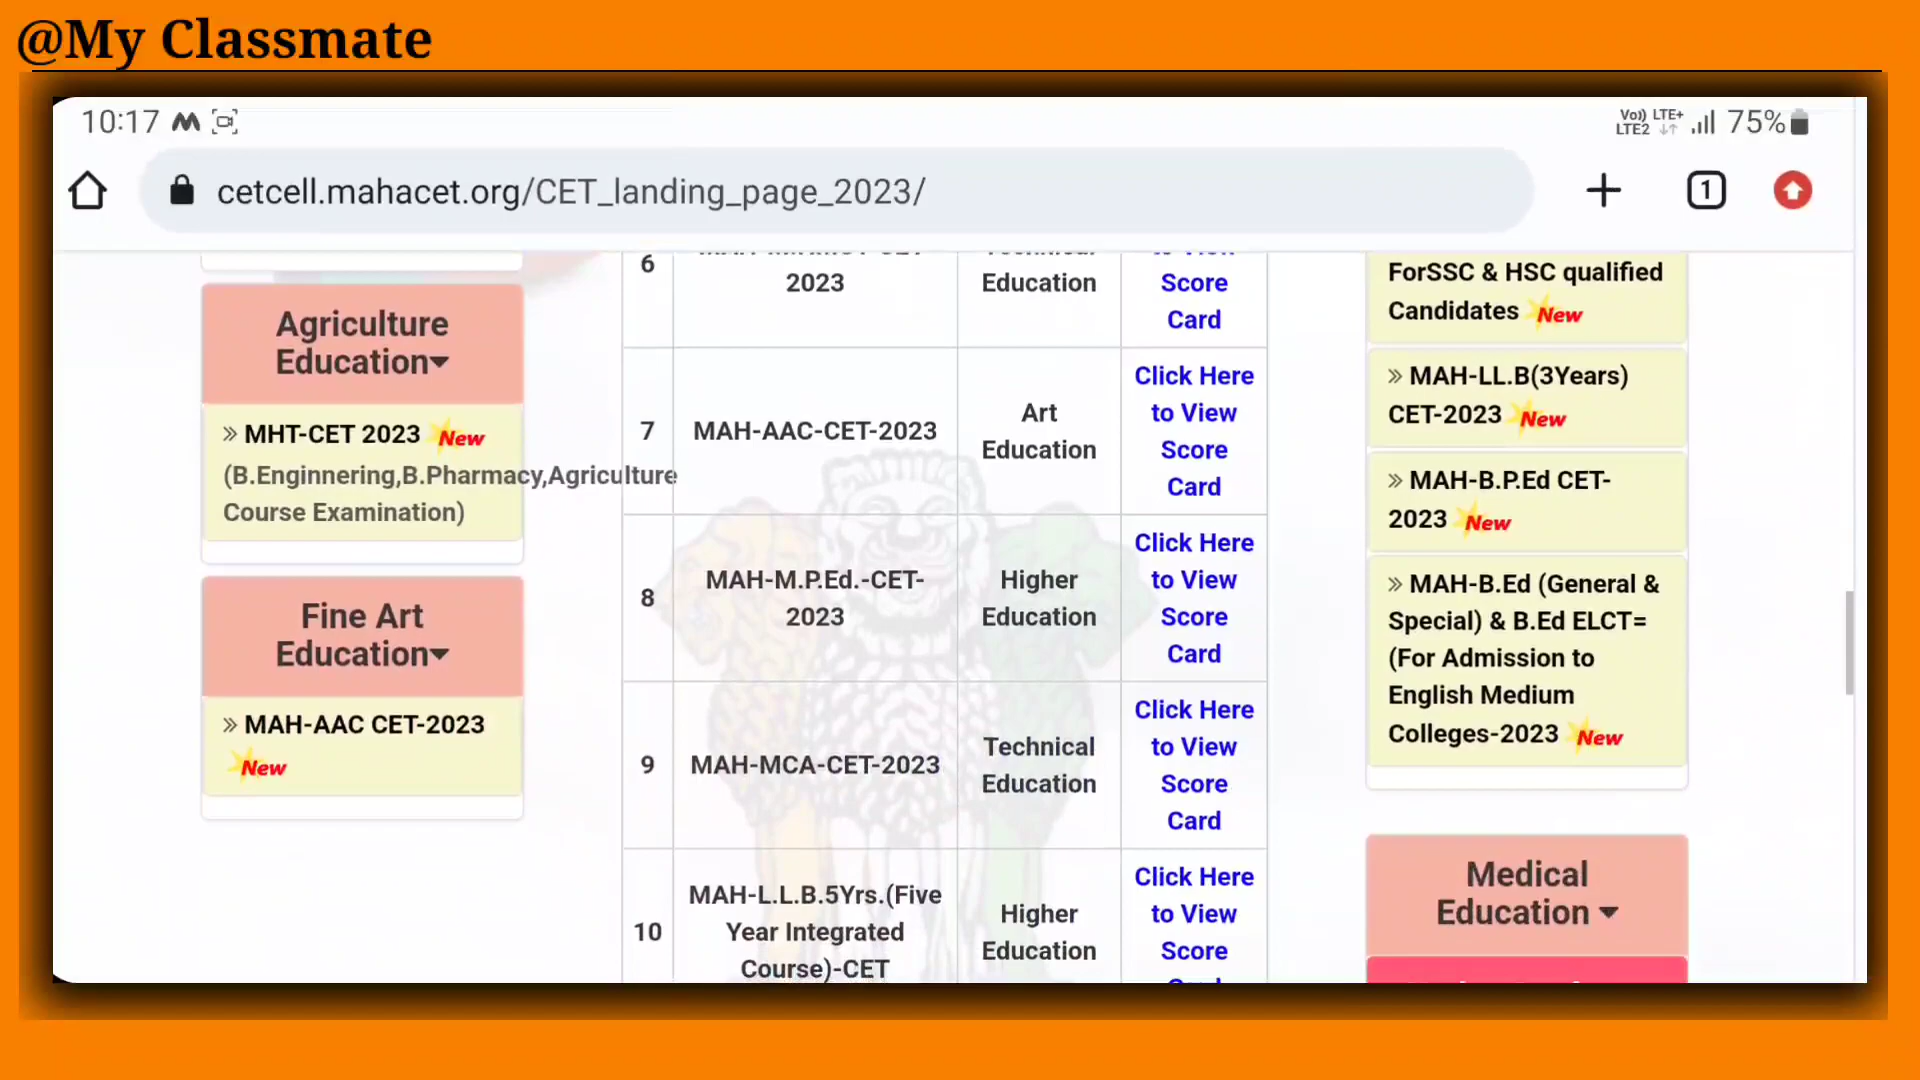 @My Classmate
10:17
Vo)) LTE+
LTE2
75%
cetcell.mahacet.org/CET_landing_page_2023/
1
Agriculture
Education
» MHT-CET 2023 New
(B.Enginnering,B.Pharmacy,Agriculture
Course Examination)
Fine Art
Education
» MAH-AAC CET-2023
New
6
2023
Education
Score
Card
7
MAH-AAC-CET-2023
Art
Education
Click Here
to View
Score
Card
8
MAH-M.P.Ed.-CET-
2023
Higher
Education
Click Here
to View
Score
Card
9
MAH-MCA-CET-2023
Technical
Education
Click Here
to View
Score
Card
10
MAH-L.L.B.5Yrs.(Five
Year Integrated
Course)-CET
Higher
Education
Click Here
to View
Score
ForSSC & HSC qualified
Candidates New
» MAH-LL.B(3Years)
CET-2023 New
» MAH-B.P.Ed CET-
2023 New
» MAH-B.Ed (General &
Special) & B.Ed ELCT=
(For Admission to
English Medium
Colleges-2023 New
Medical
Education